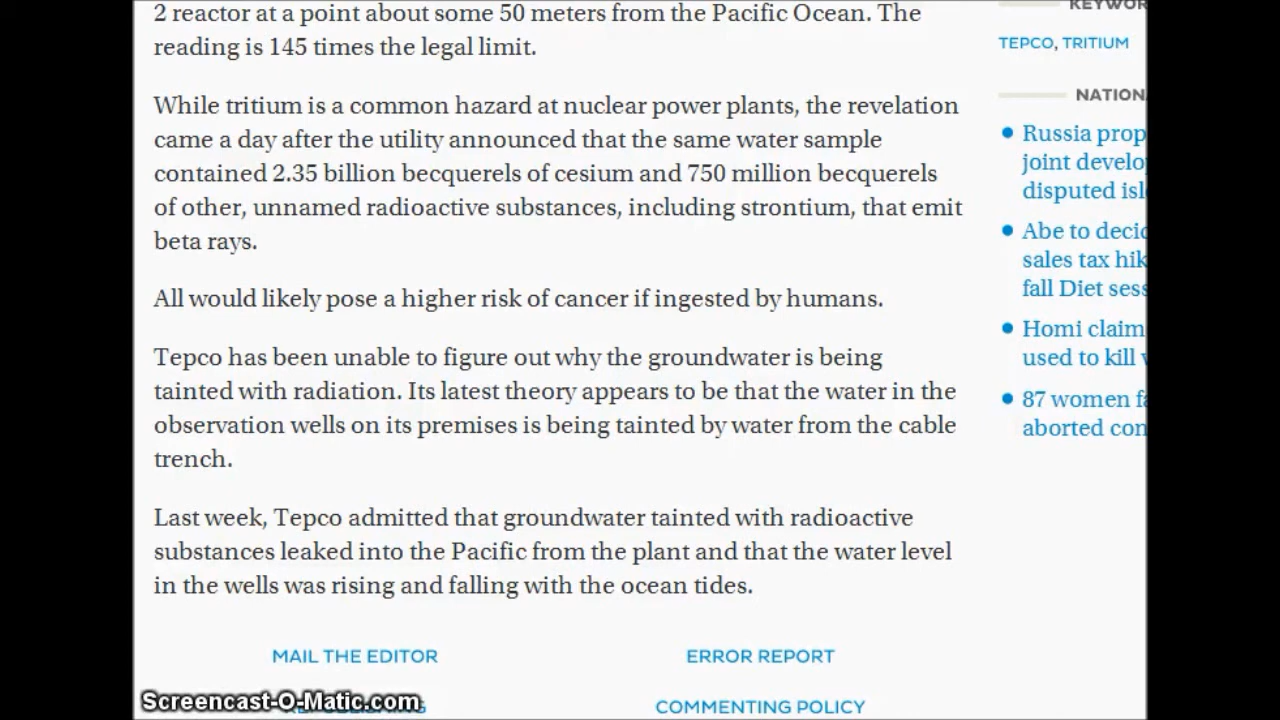 2 reactor at a point about some 50 meters from the Pacific Ocean. The
reading is 145 times the legal limit.
While tritium is a common hazard at nuclear power plants, the revelation
came a day after the utility announced that the same water sample
contained 2.35 billion becquerels of cesium and 750 million becquerels
of other, unnamed radioactive substances, including strontium, that emit
beta rays.
All would likely pose a higher risk of cancer if ingested by humans.
Tepco has been unable to figure out why the groundwater is being
tainted with radiation. Its latest theory appears to be that the water in the
observation wells on its premises is being tainted by water from the cable
trench.
Last week, Tepco admitted that groundwater tainted with radioactive
substances leaked into the Pacific from the plant and that the water level
in the wells was rising and falling with the ocean tides.
MAIL THE EDITOR
ERROR REPORT
COMMENTING POLICY
Screencast-O-Matic.com
KEYWOR
TEPCO, TRITIUM
NATION
Russia prop
joint develo
disputed isl
Abe to decid
sales tax hik
fall Diet sess
Homi claim
used to kill
87 women fa
aborted con